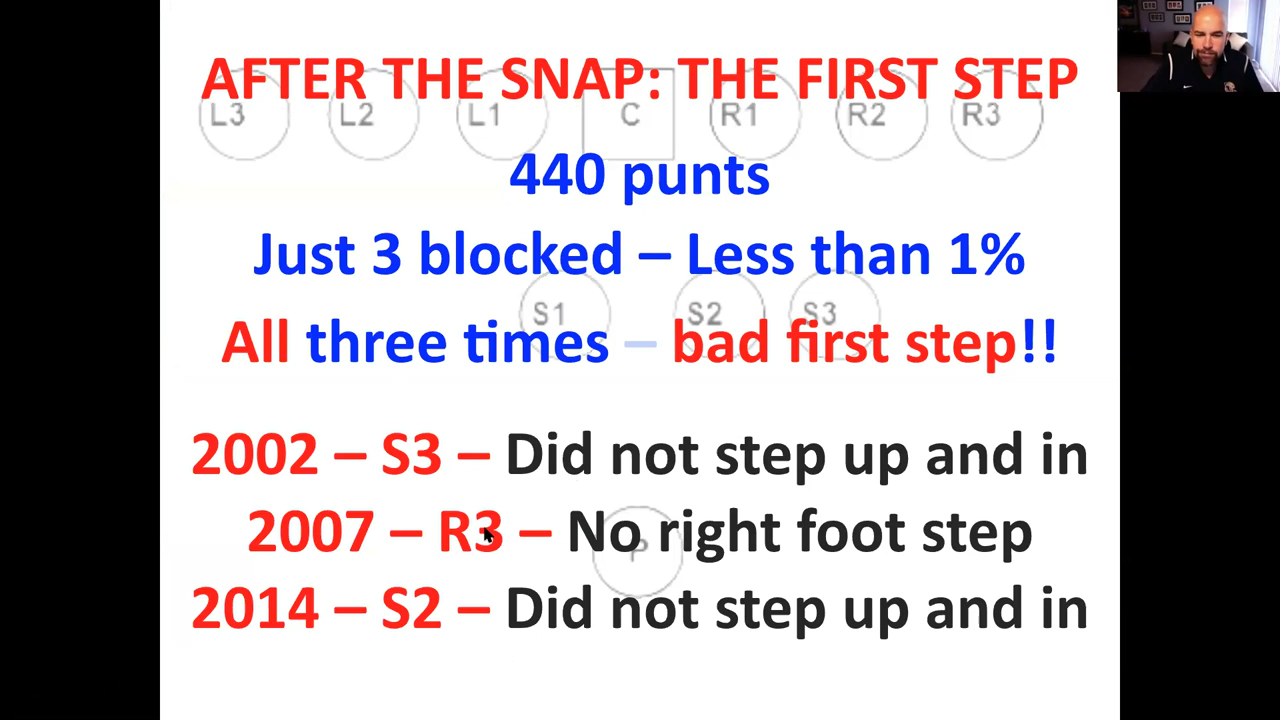 AFTER THE SNAP: THE FIRST STEP
L3 L2 L1 C R1 R2 R3
440 punts
Just 3 blocked – Less than 1%
S1 S2 S3
All three times – bad first step!!
2002 – S3 – Did not step up and in
2007 – R3 – No right foot step
P
2014 – S2 – Did not step up and in